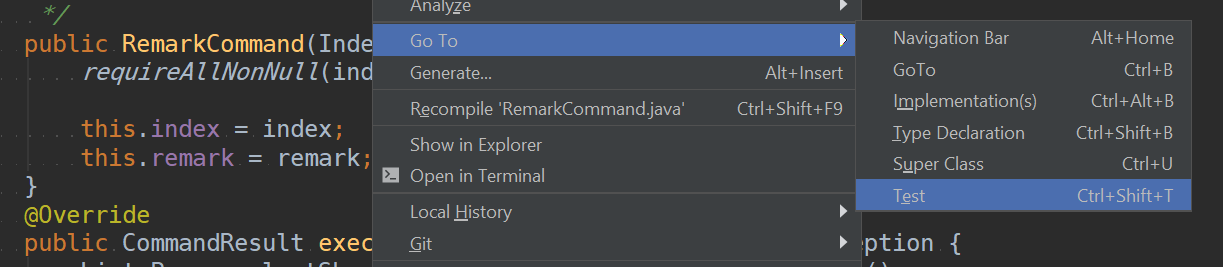 */
Analyze
public RemarkCommand(Inde
Go To
Navigation Bar Alt+Home
requireAllNonNull(ind
Generate... Alt+Insert
GoTo Ctrl+B
Recompile 'RemarkCommand.java' Ctrl+Shift+F9
Implementation(s) Ctrl+Alt+B
this.index = index;
Type Declaration Ctrl+Shift+B
Show in Explorer
this.remark = remark;
Super Class Ctrl+U
Open in Terminal
}
Test Ctrl+Shift+T
@Override
Local History
public CommandResult exec
Git
eption {